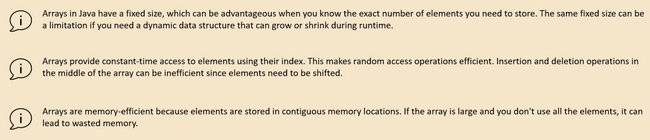 Arrays in Java have a fixed size, which can be advantageous when you know the exact number of elements you need to store. The same fixed size can be
a limitation if you need a dynamic data structure that can grow or shrink during runtime.
Arrays provide constant-time access to elements using their index. This makes random access operations efficient. Insertion and deletion operations in
the middle of the array can be inefficient since elements need to be shifted.
Arrays are memory-efficient because elements are stored in contiguous memory locations. If the array is large and you don't use all the elements, it can
lead to wasted memory.